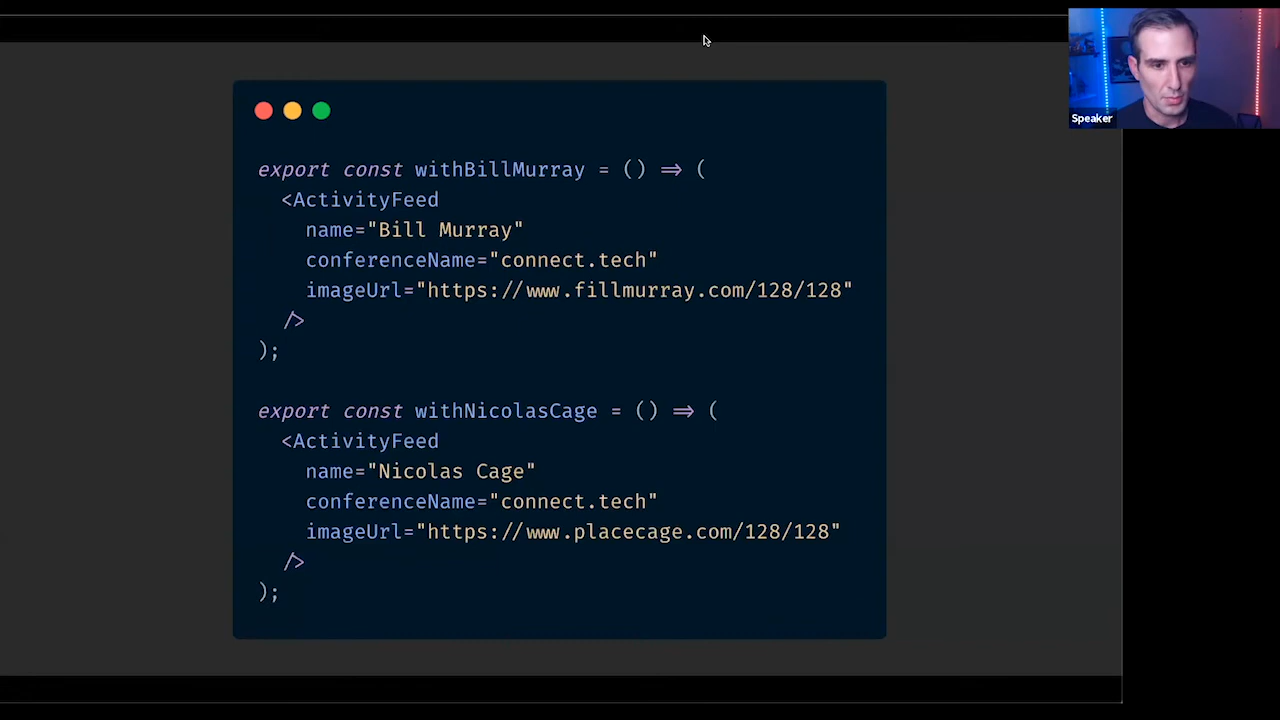 Speaker
export const withBillMurray = () => (
<ActivityFeed
name="Bill Murray"
conferenceName="connect.tech"
imageUrl="https://www.fillmurray.com/128/128"
/>
);
export const withNicolasCage = () => (
<ActivityFeed
name="Nicolas Cage"
conferenceName="connect.tech"
imageUrl="https://www.placecage.com/128/128"
/>
);